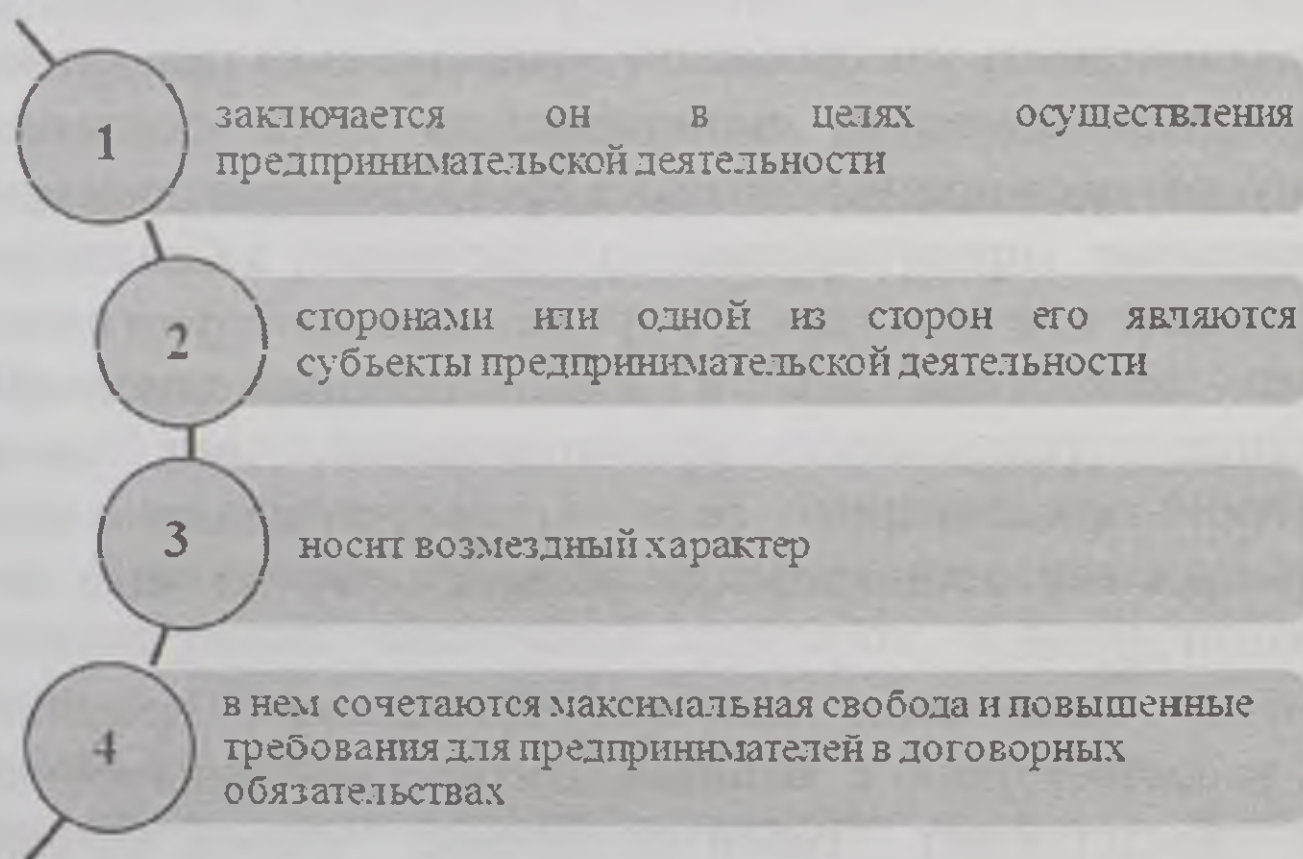 1
заключается он в целях осуществления
предпринимательской деятельности
2
сторонами или одной из сторон его являются
субъекты предпринимательской деятельности
3
носит возмездный характер
4
в нем сочетаются максимальная свобода и повышенные
требования для предпринимателей в договорных
обязательствах